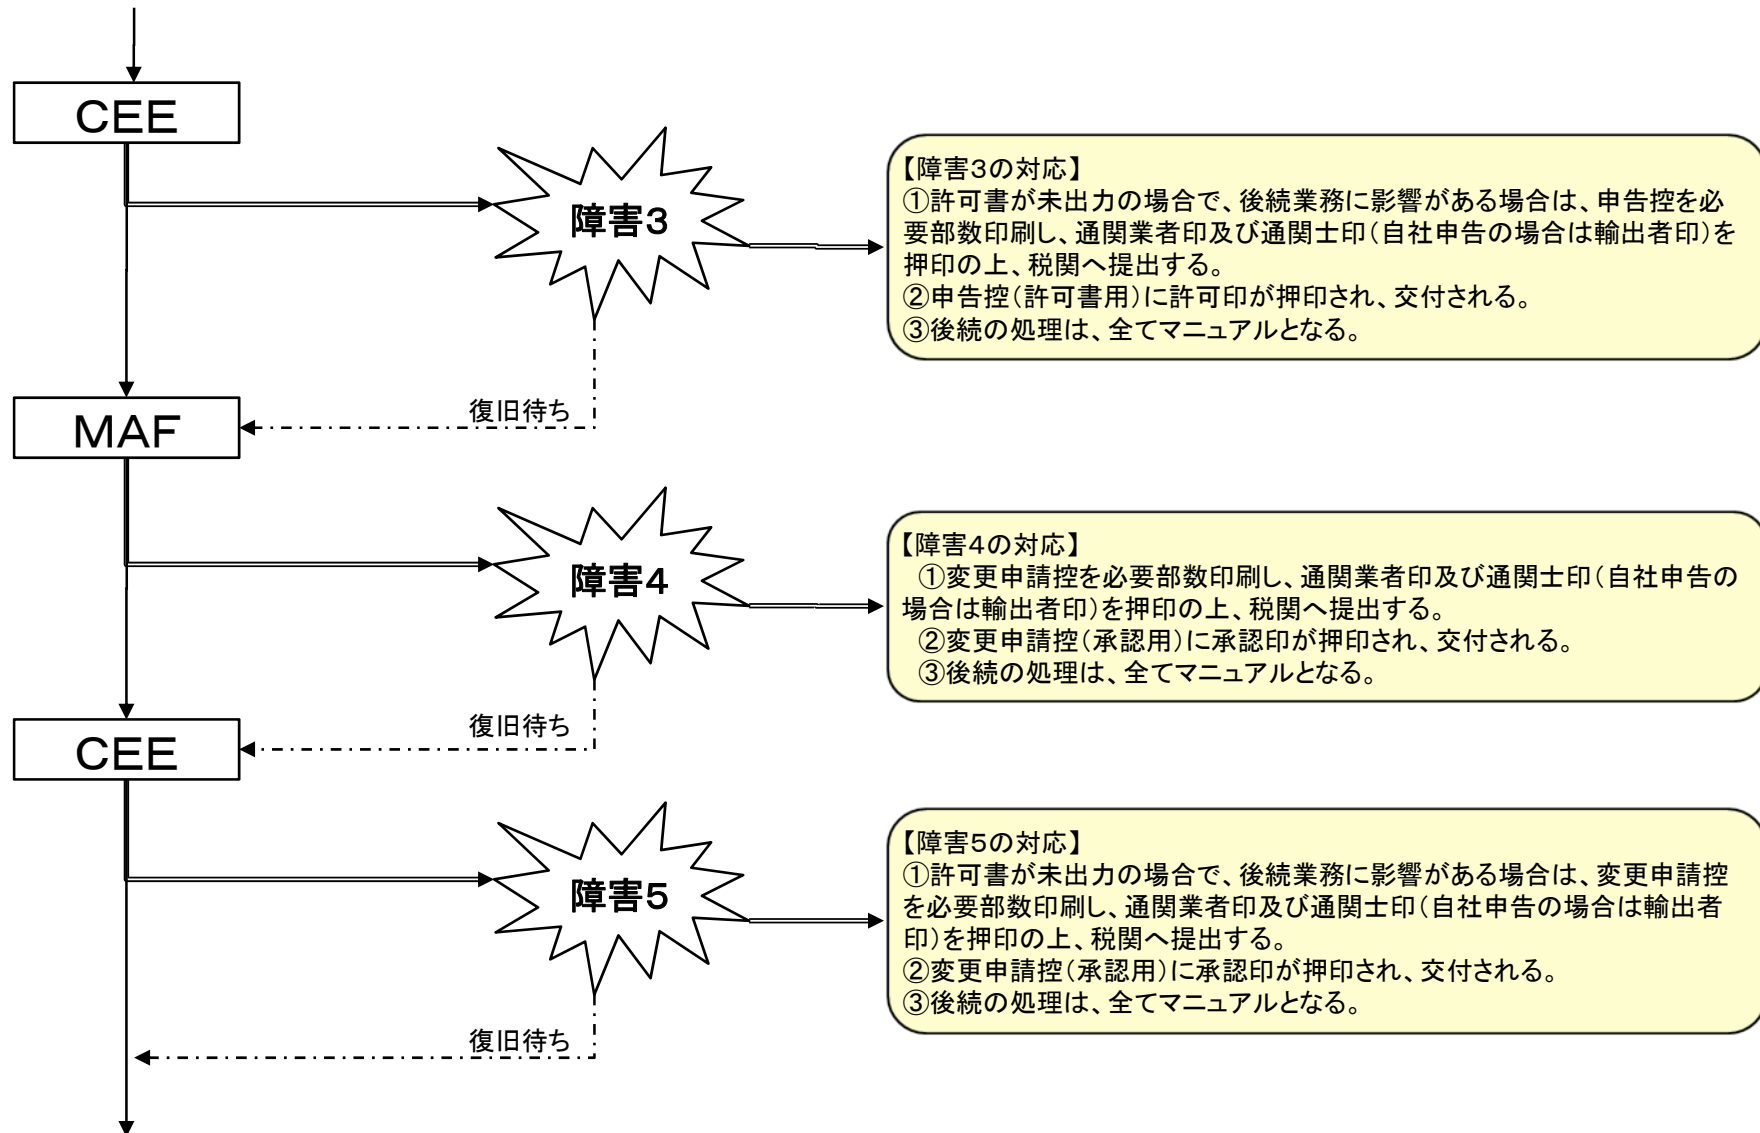 CEE
障害3
【障害3の対応】
①許可書が未出力の場合で、後続業務に影響がある場合は、申告控を必
要部数印刷し、通関業者印及び通関士印（自社申告の場合は輸出者印）を
押印の上、税関へ提出する。
②申告控（許可書用）に許可印が押印され、交付される。
③後続の処理は、全てマニュアルとなる。
復旧待ち
MAF
障害4
【障害4の対応】
①変更申請控を必要部数印刷し、通関業者印及び通関士印（自社申告の
場合は輸出者印）を押印の上、税関へ提出する。
②変更申請控（承認用）に承認印が押印され、交付される。
③後続の処理は、全てマニュアルとなる。
復旧待ち
CEE
障害5
【障害5の対応】
①許可書が未出力の場合で、後続業務に影響がある場合は、変更申請控
を必要部数印刷し、通関業者印及び通関士印（自社申告の場合は輸出者
印）を押印の上、税関へ提出する。
②変更申請控（承認用）に承認印が押印され、交付される。
③後続の処理は、全てマニュアルとなる。
復旧待ち